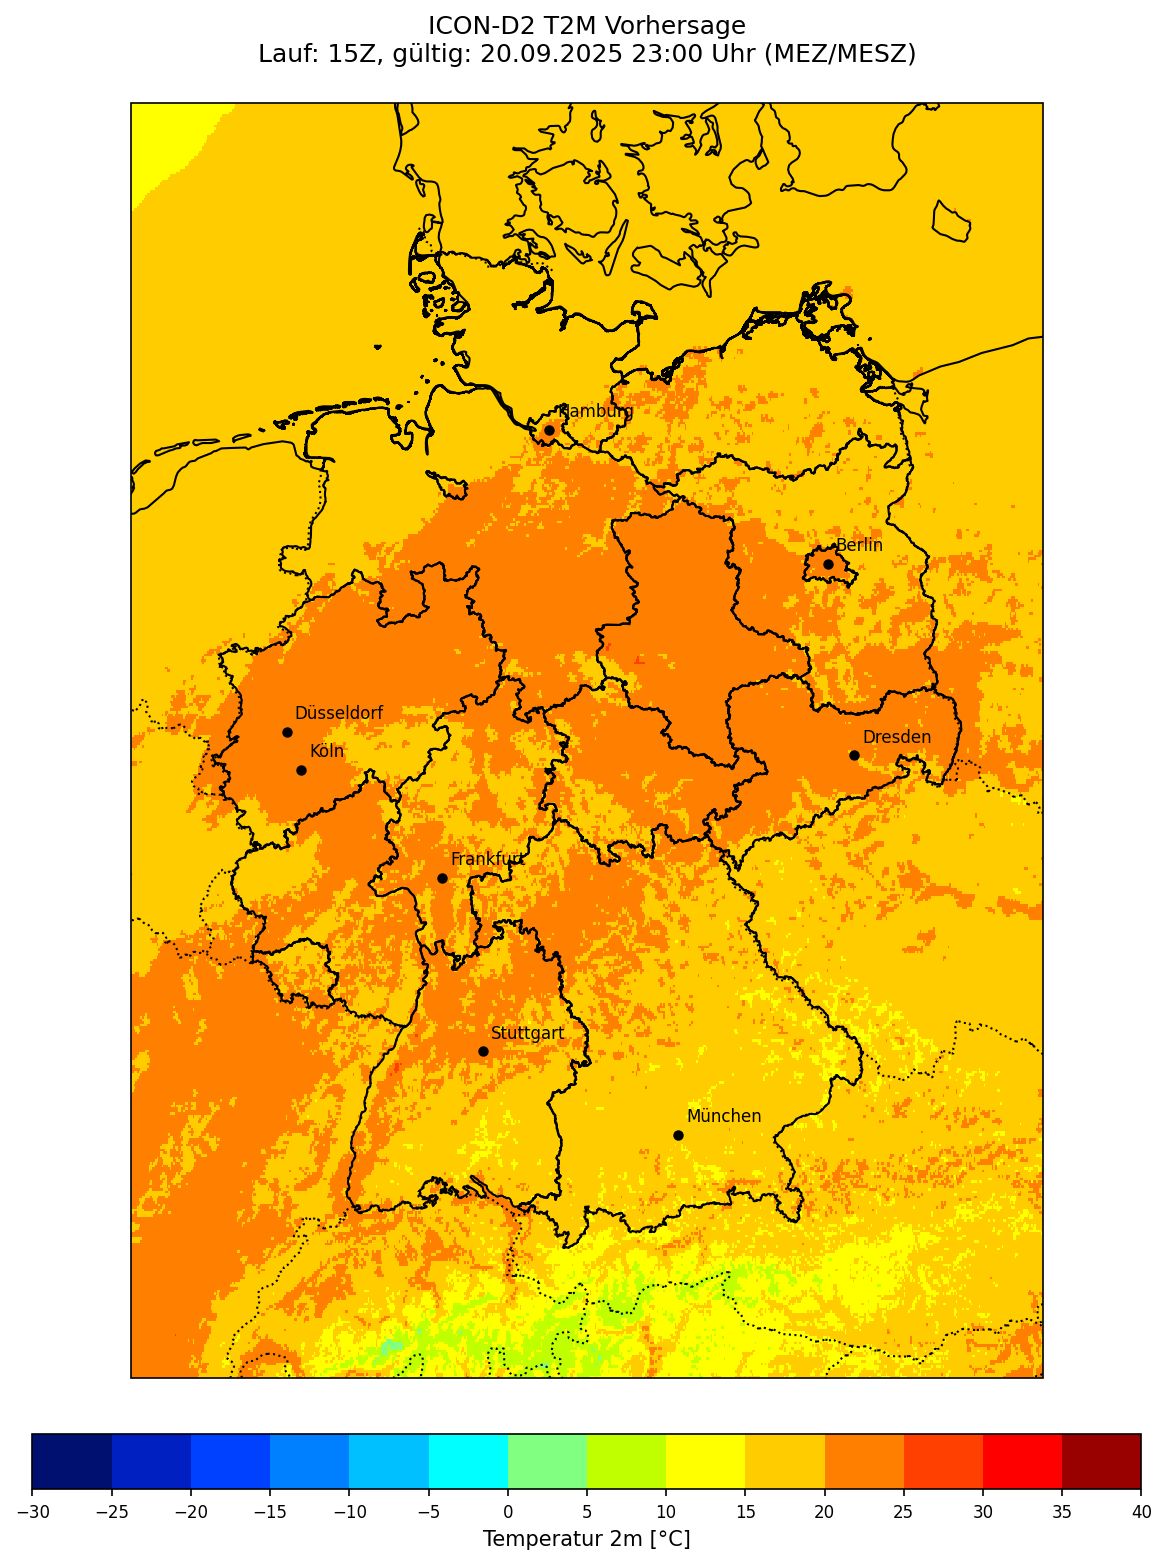 ICON-D2 T2M Vorhersage
Lauf: 15Z, gültig: 20.09.2025 23:00 Uhr (MEZ/MESZ)
Hamburg
Berlin
Düsseldorf
Köln
Dresden
Frankfurt
Stuttgart
München
−30 −25 −20 −15 −10 −5 0 5 10 15 20 25 30 35 40
Temperatur 2m [°C]